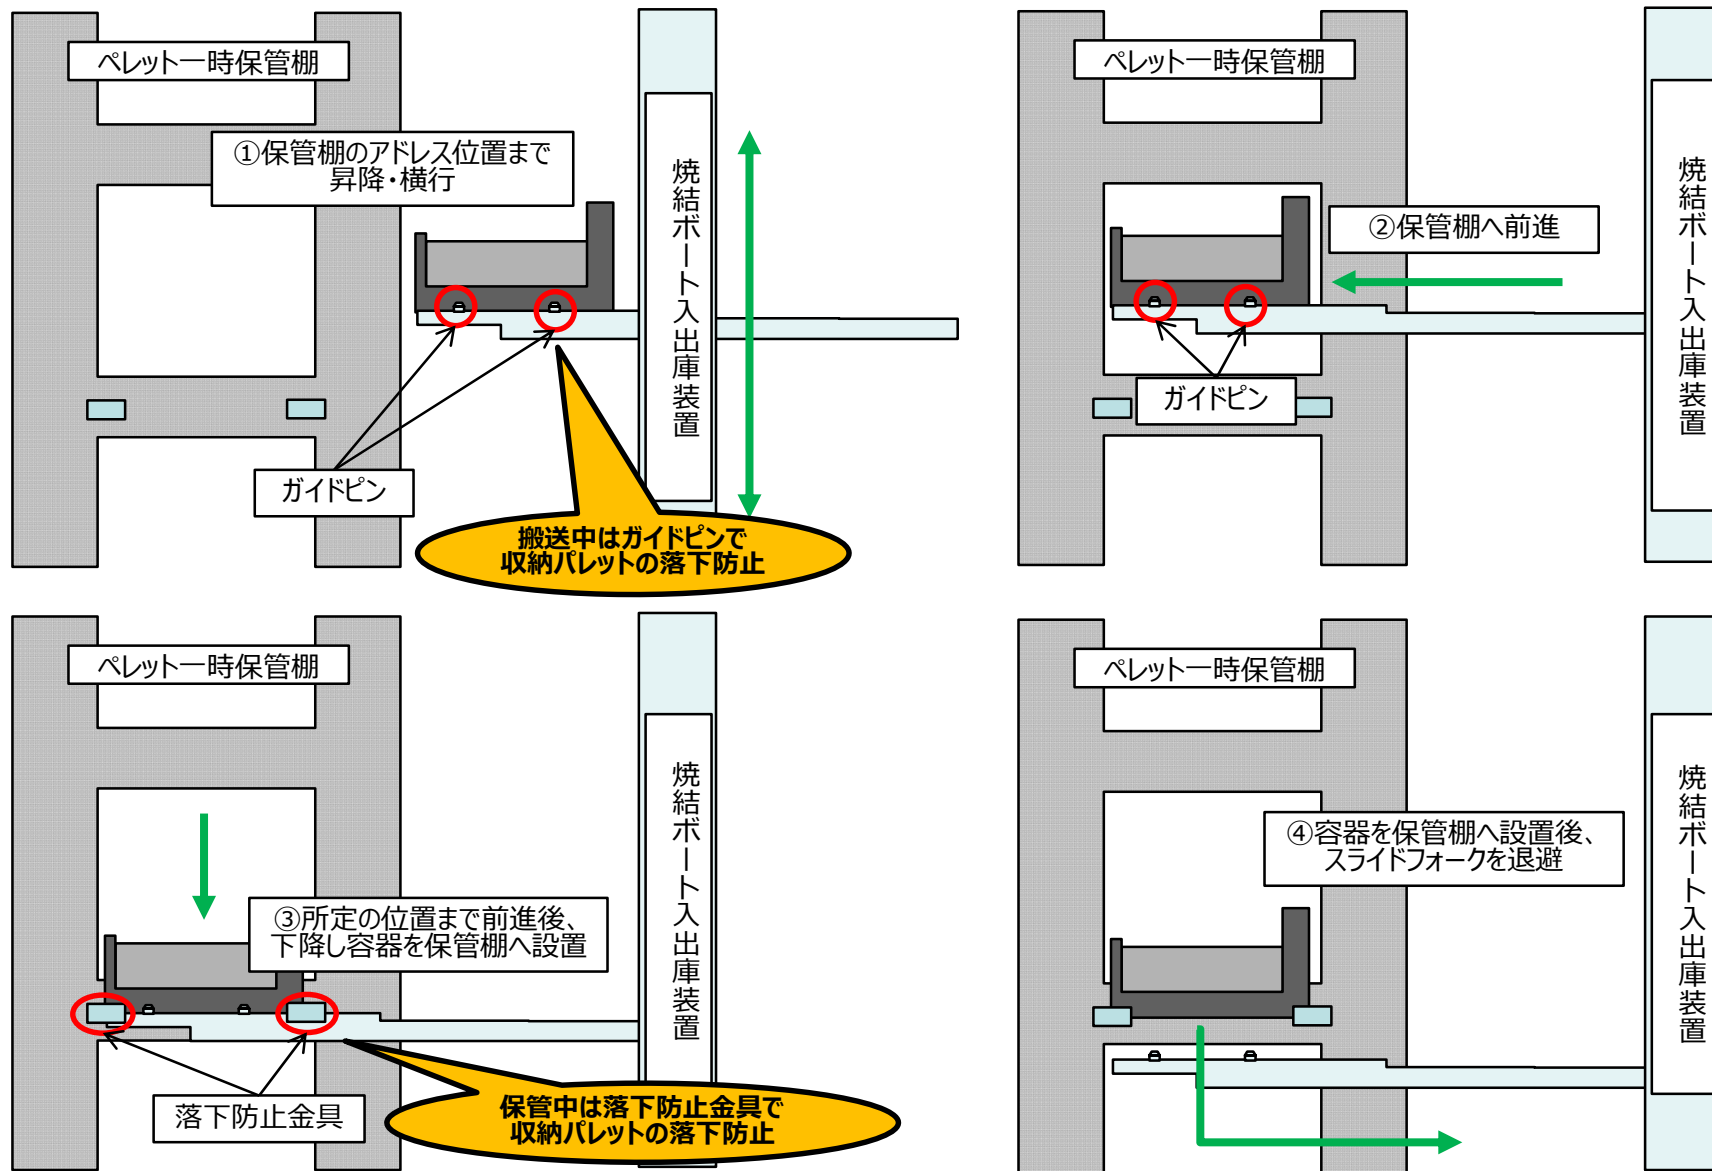 ペレット一時保管棚
①保管棚のアドレス位置まで
昇降・横行
焼結ボート入出庫装置
ガイドピン
搬送中はガイドピンで
収納パレットの落下防止
ペレット一時保管棚
②保管棚へ前進
焼結ボート入出庫装置
ガイドピン
ペレット一時保管棚
③所定の位置まで前進後、
下降し容器を保管棚へ設置
焼結ボート入出庫装置
落下防止金具
保管中は落下防止金具で
収納パレットの落下防止
ペレット一時保管棚
④容器を保管棚へ設置後、
スライドフォークを退避
焼結ボート入出庫装置